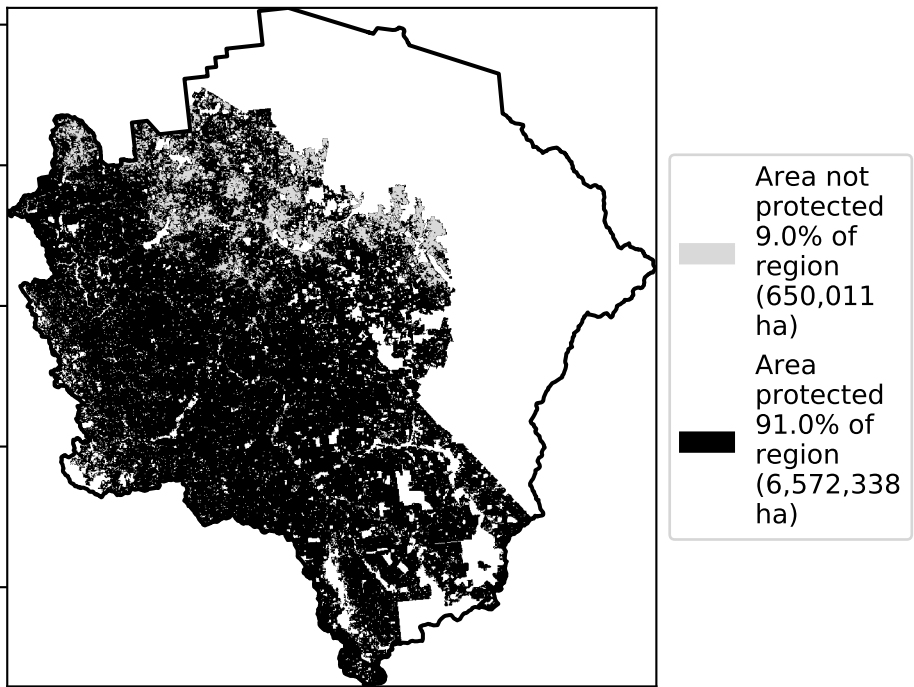 Area not
protected
9.0% of
region
(650,011
ha)
Area
protected
91.0% of
region
(6,572,338
ha)